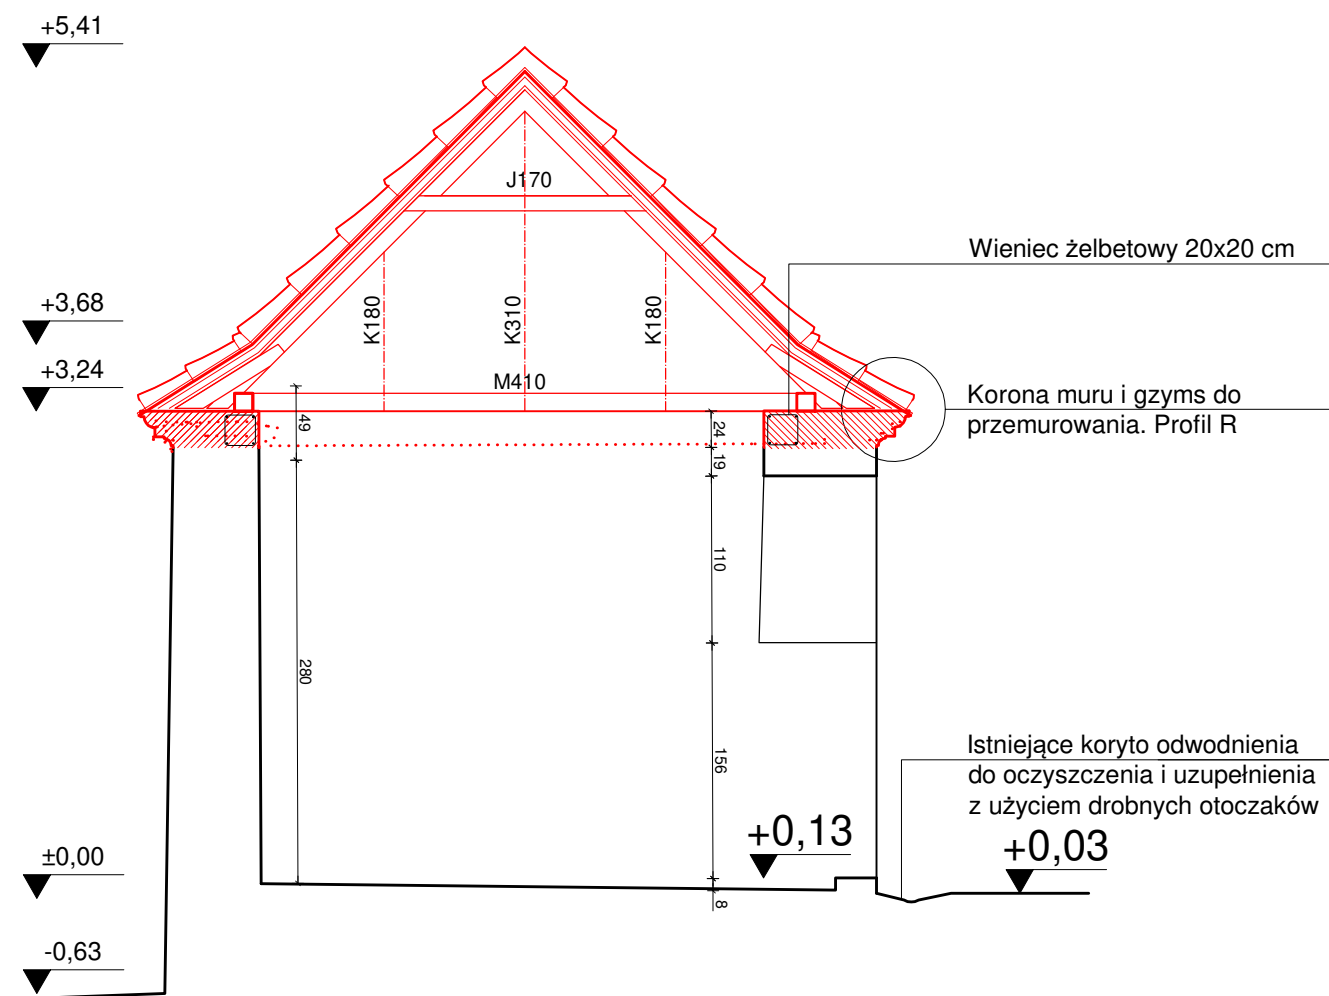 +5,41
J170
Wieniec żelbetowy 20x20 cm
+3,68
K180
K310
K180
+3,24
M410
Korona muru i gzyms do
przemurowania. Profil R
49
24
19
110
280
156
Istniejące koryto odwodnienia
do oczyszczenia i uzupełnienia
z użyciem drobnych otoczaków
+0,13
+0,03
±0,00
8
-0,63